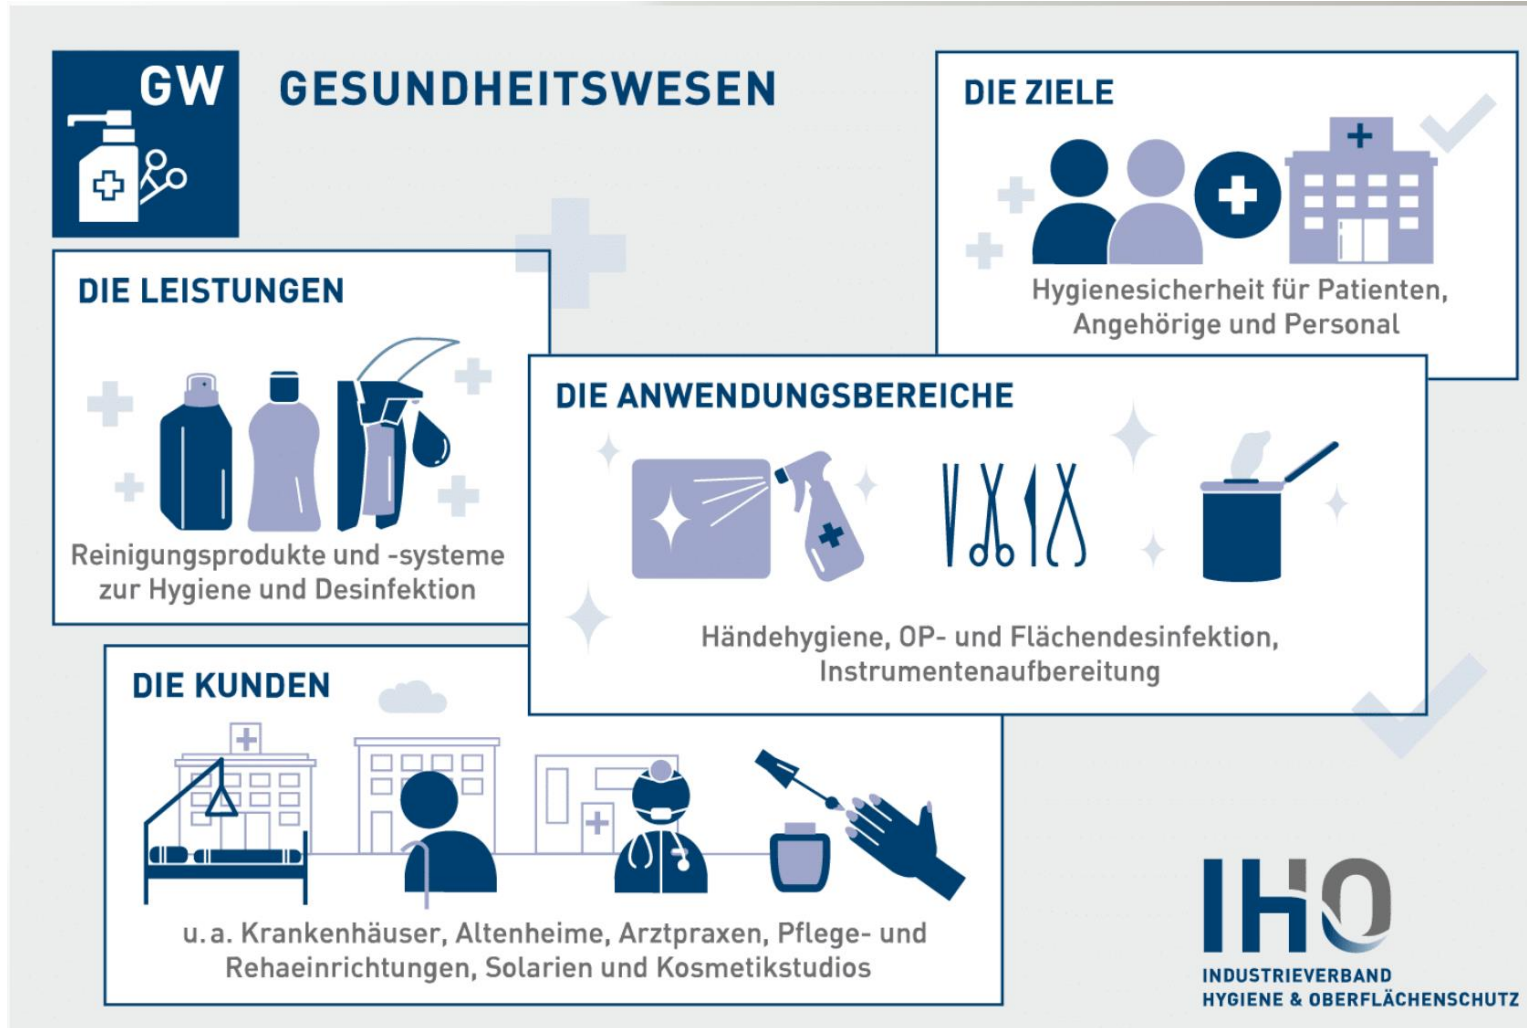 GW
GESUNDHEITSWESEN
DIE ZIELE
Hygienesicherheit für Patienten,
Angehörige und Personal
DIE LEISTUNGEN
Reinigungsprodukte und -systeme
zur Hygiene und Desinfektion
DIE ANWENDUNGSBEREICHE
Händehygiene, OP- und Flächendesinfektion,
Instrumentenaufbereitung
DIE KUNDEN
u.a. Krankenhäuser, Altenheime, Arztpraxen, Pflege- und
Rehaeinrichtungen, Solarien und Kosmetikstudios
IHO
INDUSTRIEVERBAND
HYGIENE & OBERFLÄCHENSCHUTZ